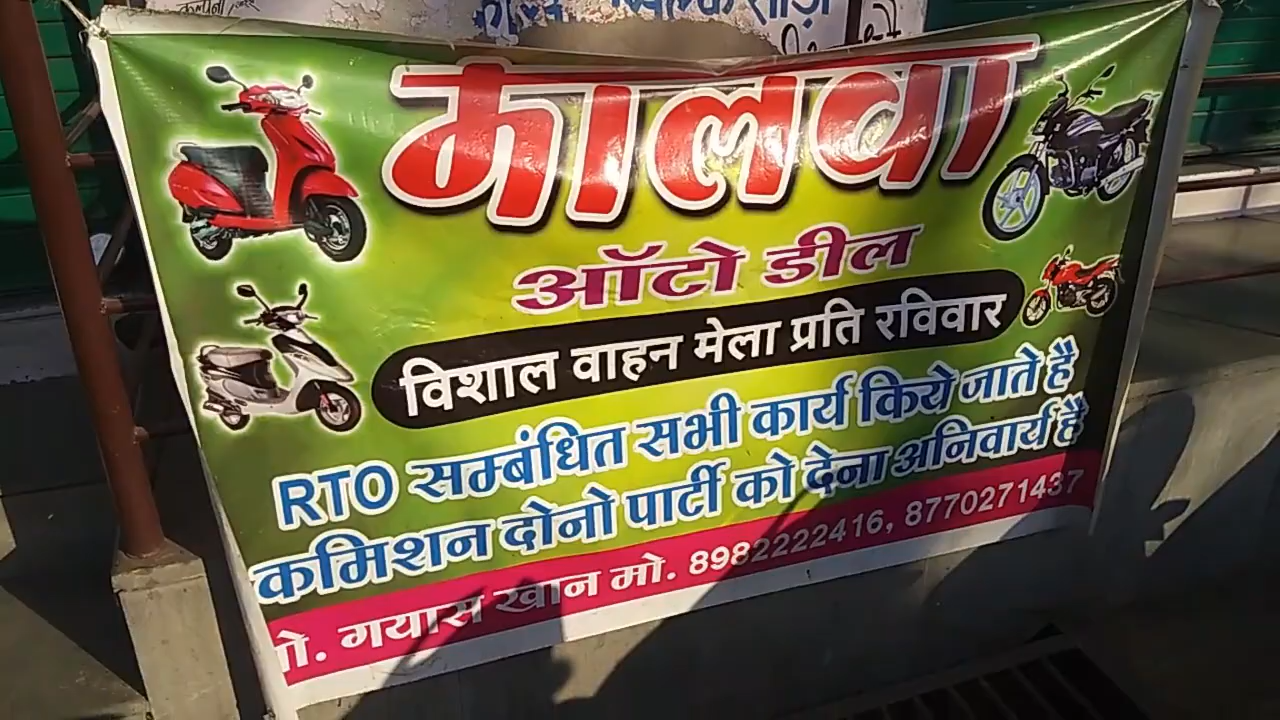 मालवा
ऑटो डील
विशाल वाहन मेला प्रति रविवार
RTO सम्बंधित सभी कार्य किये जाते है
कमिशन दोनो पार्टी को देना अनिवार्य है
मो. गयास खान मो. 8982222416, 8770271437